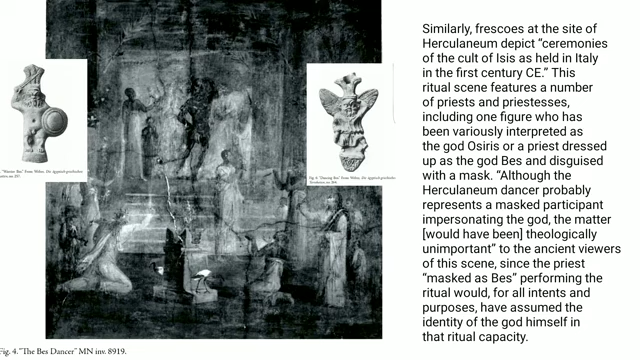 Similarly, frescoes at the site of
Herculaneum depict “ceremonies
of the cult of Isis as held in Italy
in the first century CE.” This
ritual scene features a number
of priests and priestesses,
including one figure who has
been variously interpreted as
the god Osiris or a priest dressed
up as the god Bes and disguised
with a mask. “Although the
Herculaneum dancer probably
represents a masked participant
impersonating the god, the matter
[would have been] theologically
unimportant” to the ancient viewers
of this scene, since the priest
“masked as Bes” performing the
ritual would, for all intents and
purposes, have assumed the
identity of the god himself in
that ritual capacity.
Fig. 4. “The Bes Dancer” MN inv. 8919.